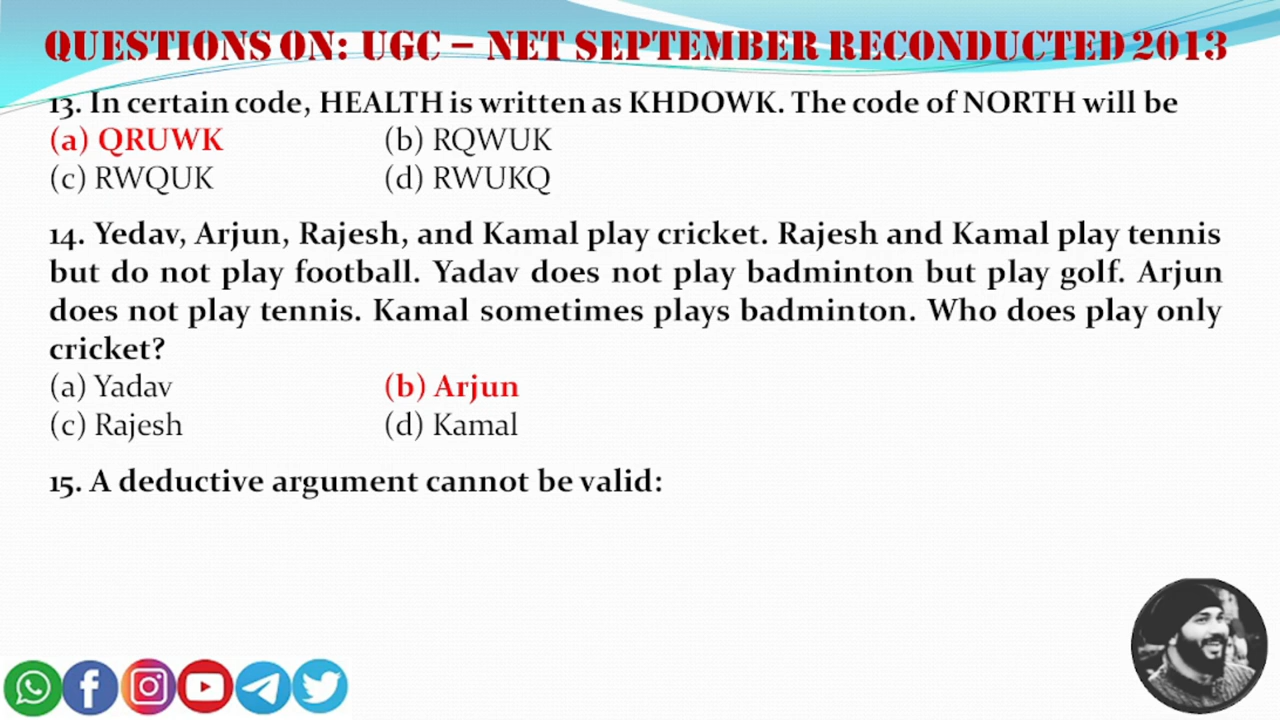 QUESTIONS ON: UGC – NET SEPTEMBER RECONDUCTED 2013
13. In certain code, HEALTH is written as KHDOWK. The code of NORTH will be
(a) QRUWK (b) RQWUK
(c) RWQUK (d) RWUKQ
14. Yedav, Arjun, Rajesh, and Kamal play cricket. Rajesh and Kamal play tennis
but do not play football. Yadav does not play badminton but play golf. Arjun
does not play tennis. Kamal sometimes plays badminton. Who does play only
cricket?
(a) Yadav (b) Arjun
(c) Rajesh (d) Kamal
15. A deductive argument cannot be valid: